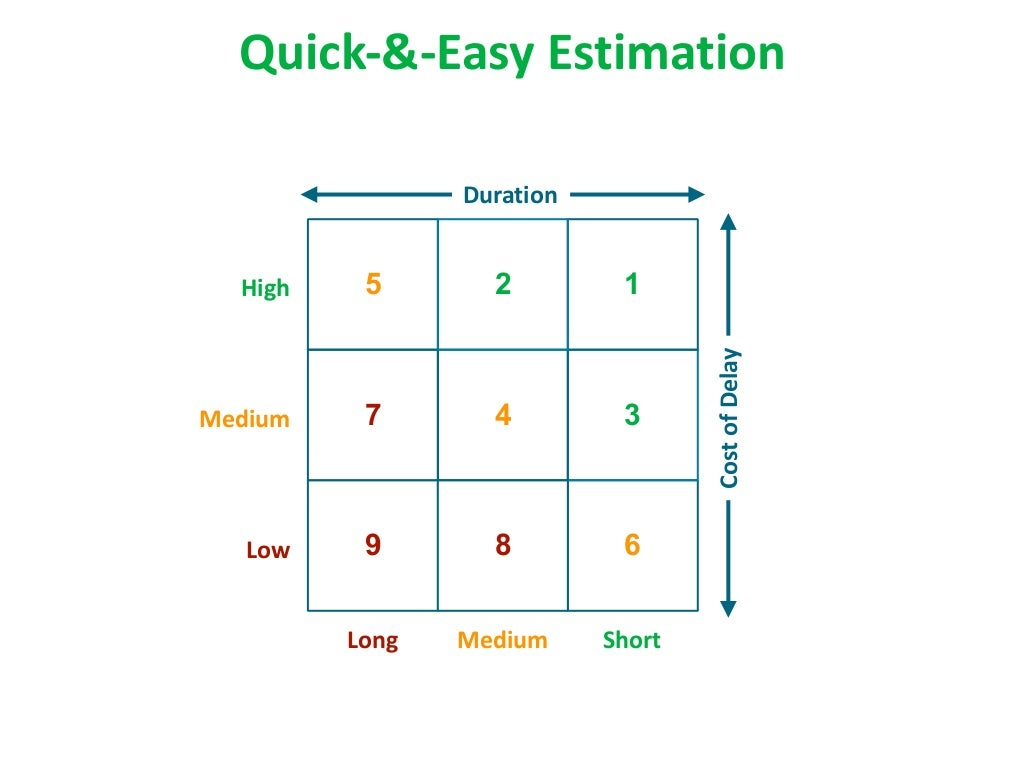 Quick-&-Easy Estimation
Duration
High 5 2 1
Medium 7 4 3
Cost of Delay
Low 9 8 6
Long Medium Short